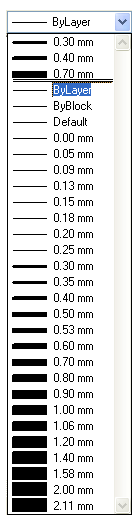 ByLayer
0.30 mm
0.40 mm
0.70 mm
ByLayer
ByBlock
Default
0.00 mm
0.05 mm
0.09 mm
0.13 mm
0.15 mm
0.18 mm
0.20 mm
0.25 mm
0.30 mm
0.35 mm
0.40 mm
0.50 mm
0.53 mm
0.60 mm
0.70 mm
0.80 mm
0.90 mm
1.00 mm
1.06 mm
1.20 mm
1.40 mm
1.58 mm
2.00 mm
2.11 mm